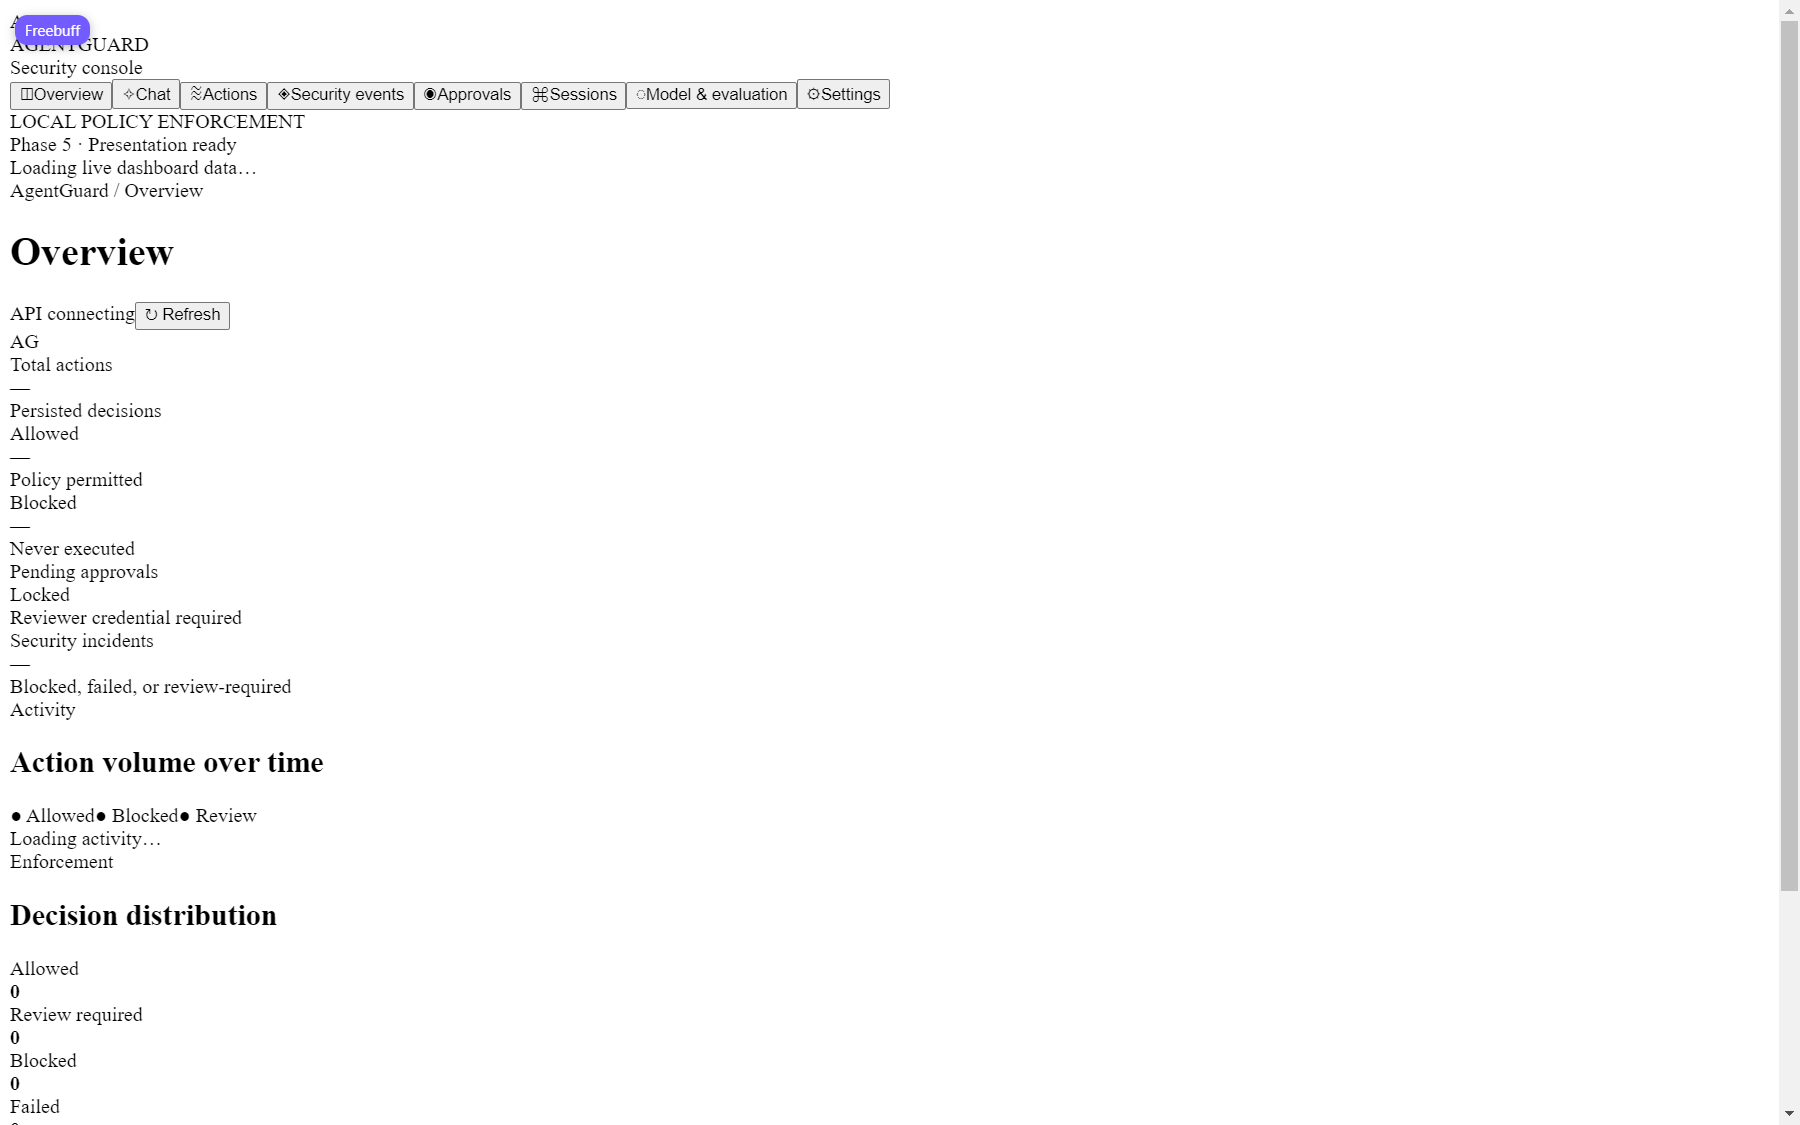 Freebuff
AGENTGUARD
Security console
◫Overview ✧Chat ⪯Actions ◈Security events ◉Approvals ⌘Sessions ◌Model & evaluation ⚙Settings
LOCAL POLICY ENFORCEMENT
Phase 5 · Presentation ready
Loading live dashboard data…
AgentGuard / Overview
Overview
API connecting ↻ Refresh
AG
Total actions
—
Persisted decisions
Allowed
—
Policy permitted
Blocked
—
Never executed
Pending approvals
Locked
Reviewer credential required
Security incidents
—
Blocked, failed, or review-required
Activity
Action volume over time
● Allowed● Blocked● Review
Loading activity…
Enforcement
Decision distribution
Allowed
0
Review required
0
Blocked
0
Failed